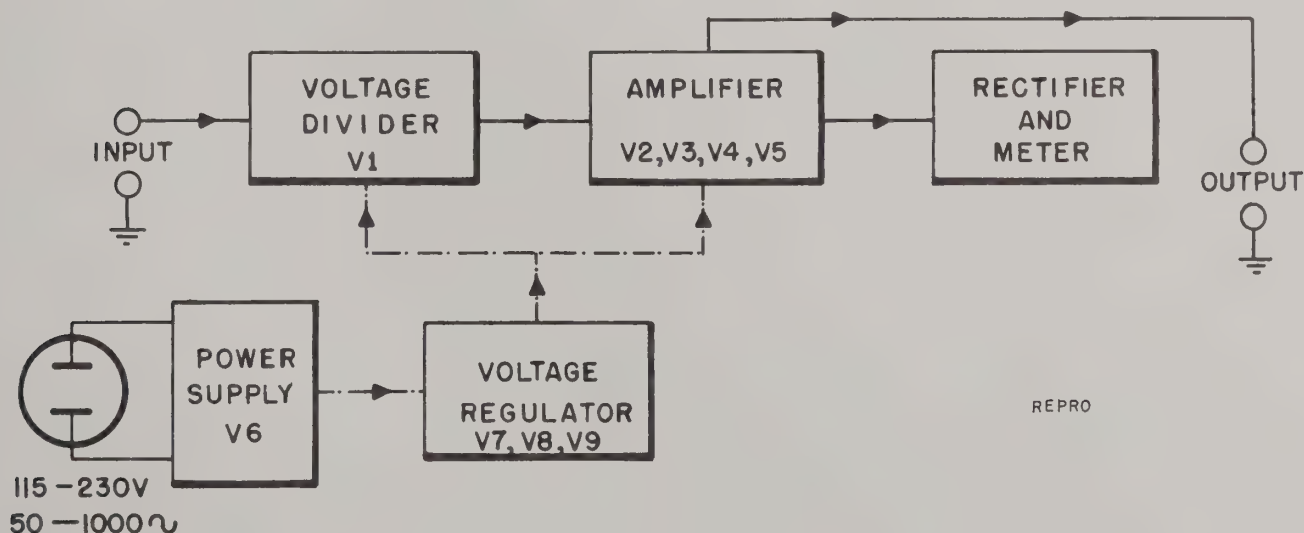 INPUT
VOLTAGE
DIVIDER
V1
AMPLIFIER
V2,V3,V4,V5
RECTIFIER
AND
METER
OUTPUT
POWER
SUPPLY
V6
VOLTAGE
REGULATOR
V7,V8,V9
REPRO
115-230V
50-1000~